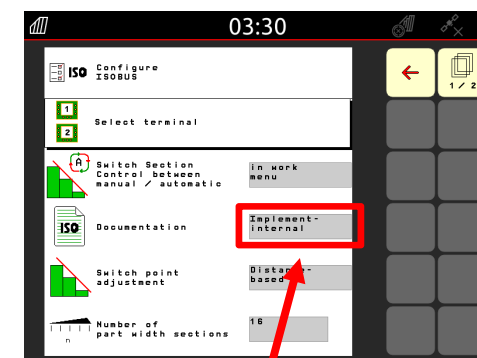 03:30
ISO Configure
ISOBUS
1 / 2
1
2
Select terminal
A
Switch Section
Control between
manual / automatic
in work
menu
ISO
Documentation
Implement-
internal
Switch point
adjustment
Distance-
based
Number of
part width sections
n
16